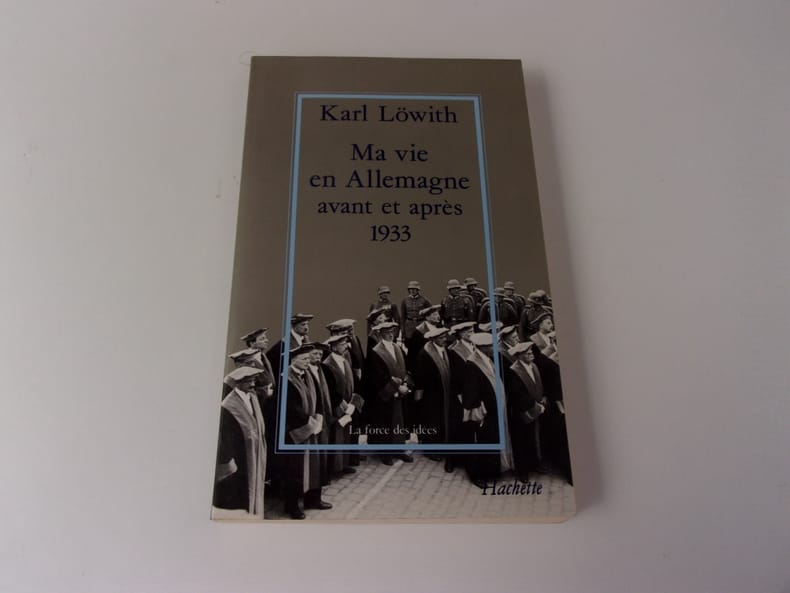 Karl Löwith
Ma vie
en Allemagne
avant et après
1933
La force des idées
Hachette